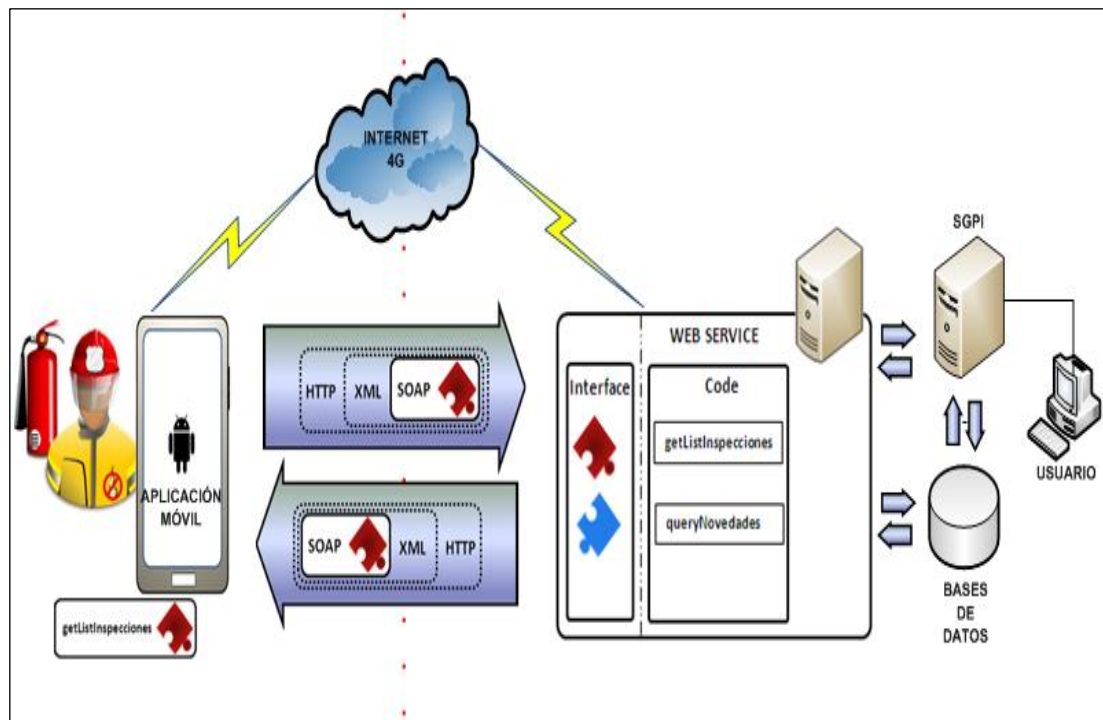 INTERNET
4G
SGPI
WEB SERVICE
HTTP
XML
SOAP
Interface
Code
getListInspecciones
queryNovedades
APLICACIÓN
MÓVIL
SOAP
XML
HTTP
USUARIO
BASES
DE
DATOS
getListInspecciones